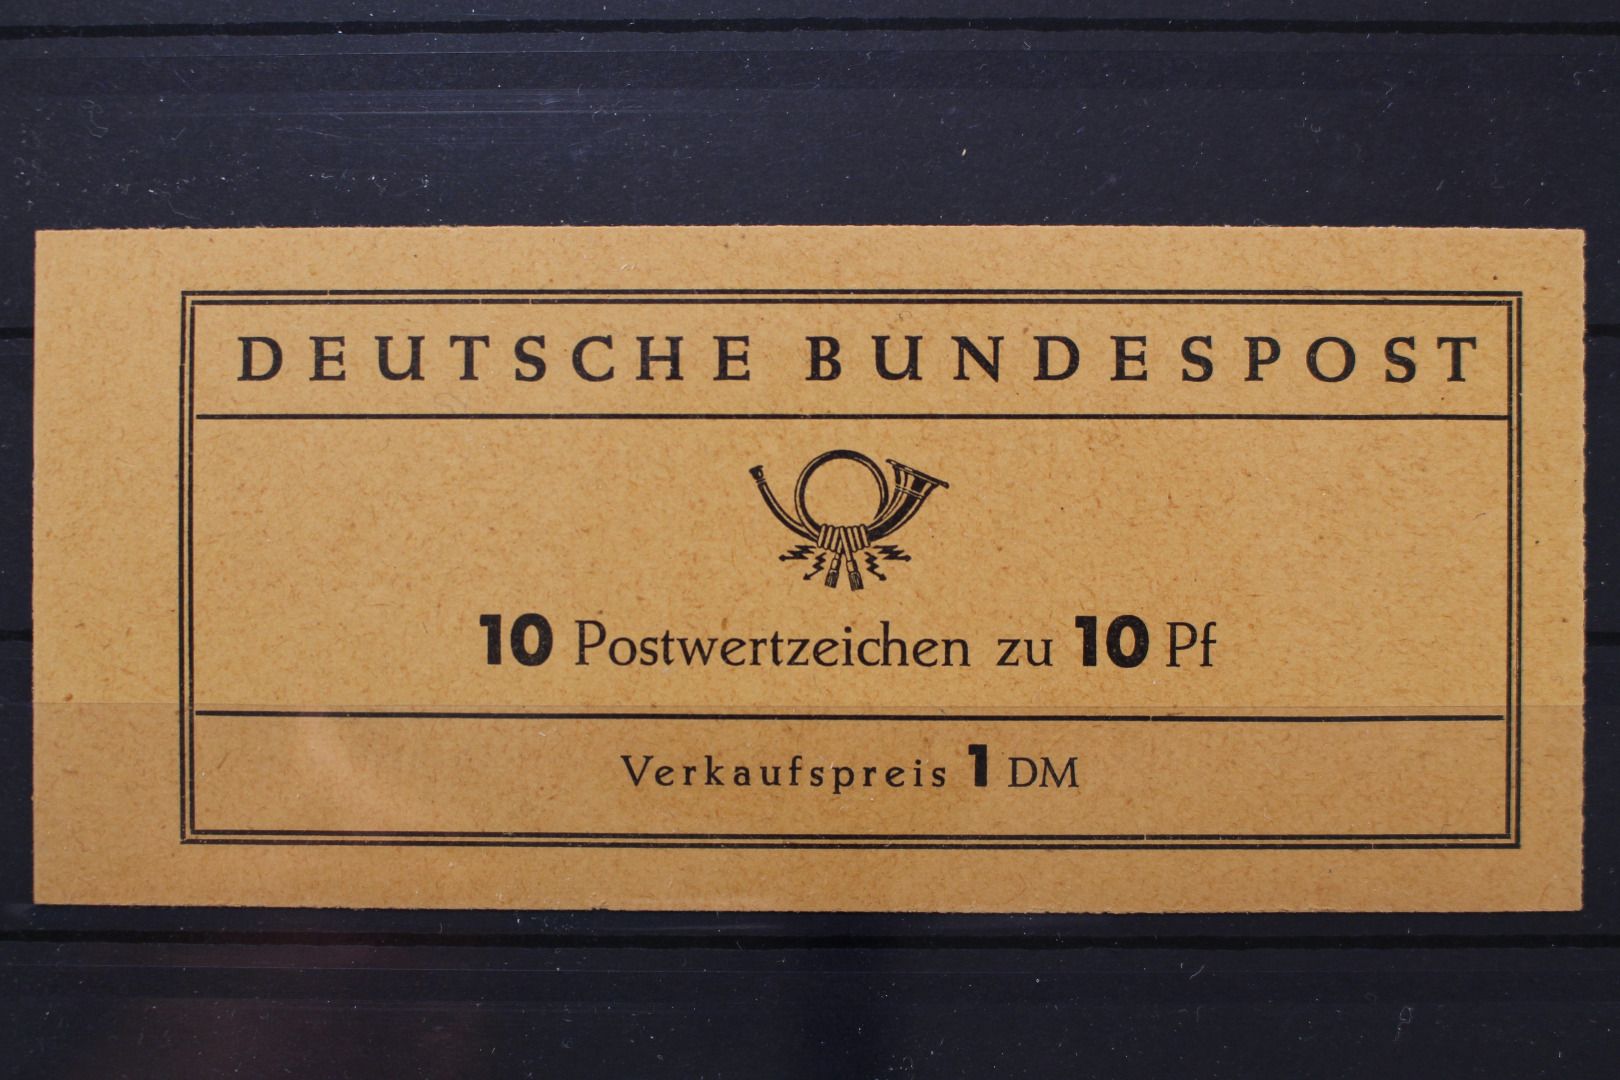 DEUTSCHE BUNDESPOST
10 Postwertzeichen zu 10 Pf
Verkaufspreis 1 DM